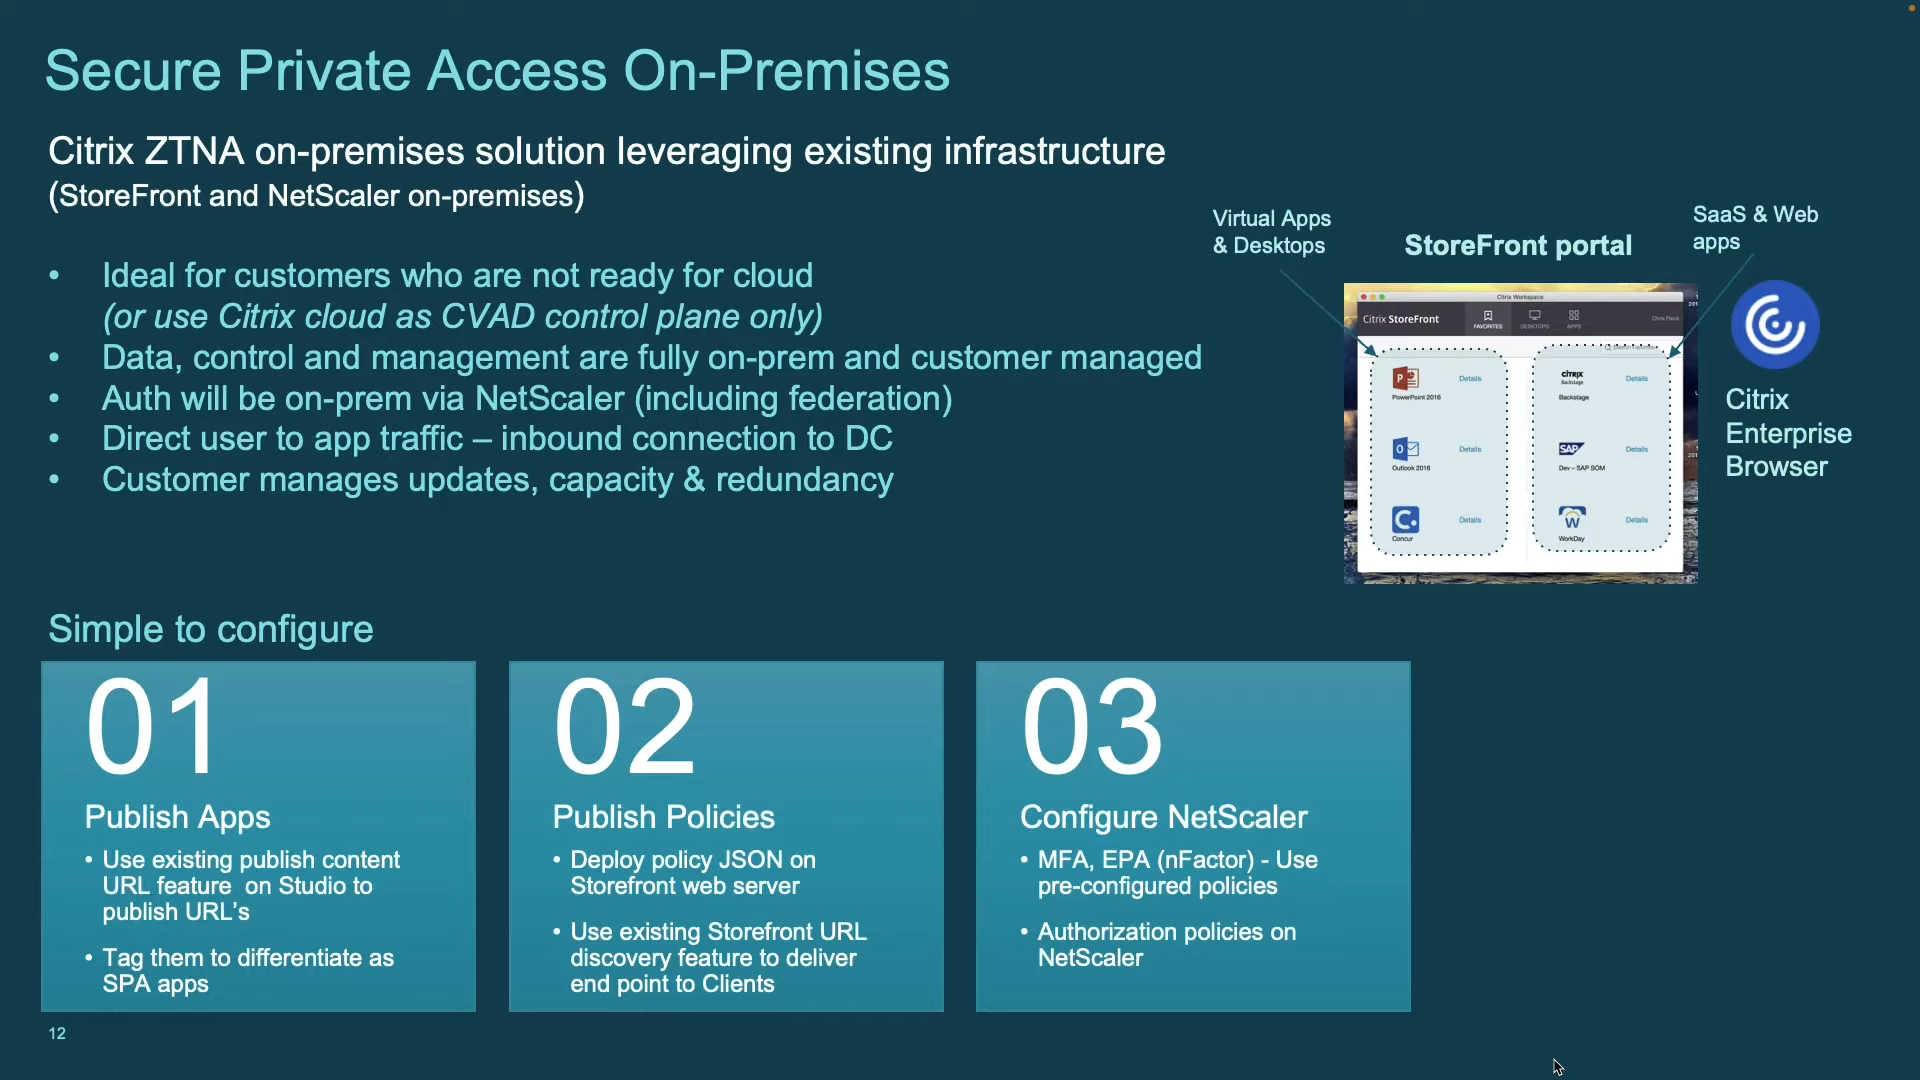 Secure Private Access On-Premises
Citrix ZTNA on-premises solution leveraging existing infrastructure
(StoreFront and NetScaler on-premises)
• Ideal for customers who are not ready for cloud
(or use Citrix cloud as CVAD control plane only)
• Data, control and management are fully on-prem and customer managed
• Auth will be on-prem via NetScaler (including federation)
• Direct user to app traffic – inbound connection to DC
• Customer manages updates, capacity & redundancy
Virtual Apps
& Desktops
StoreFront portal
SaaS & Web
apps
Citrix Workspace
Citrix StoreFront
FAVORITES
DESKTOPS
APPS
PowerPoint 2016
Details
Outlook 2016
Details
Concur
Details
CITRIX
Backstage
Backstage
Details
SAP
Dev – SAP SOM
Details
WorkDay
Details
Citrix
Enterprise
Browser
Simple to configure
01
Publish Apps
• Use existing publish content
URL feature on Studio to
publish URL's
• Tag them to differentiate as
SPA apps
02
Publish Policies
• Deploy policy JSON on
Storefront web server
• Use existing Storefront URL
discovery feature to deliver
end point to Clients
03
Configure NetScaler
• MFA, EPA (nFactor) - Use
pre-configured policies
• Authorization policies on
NetScaler
12